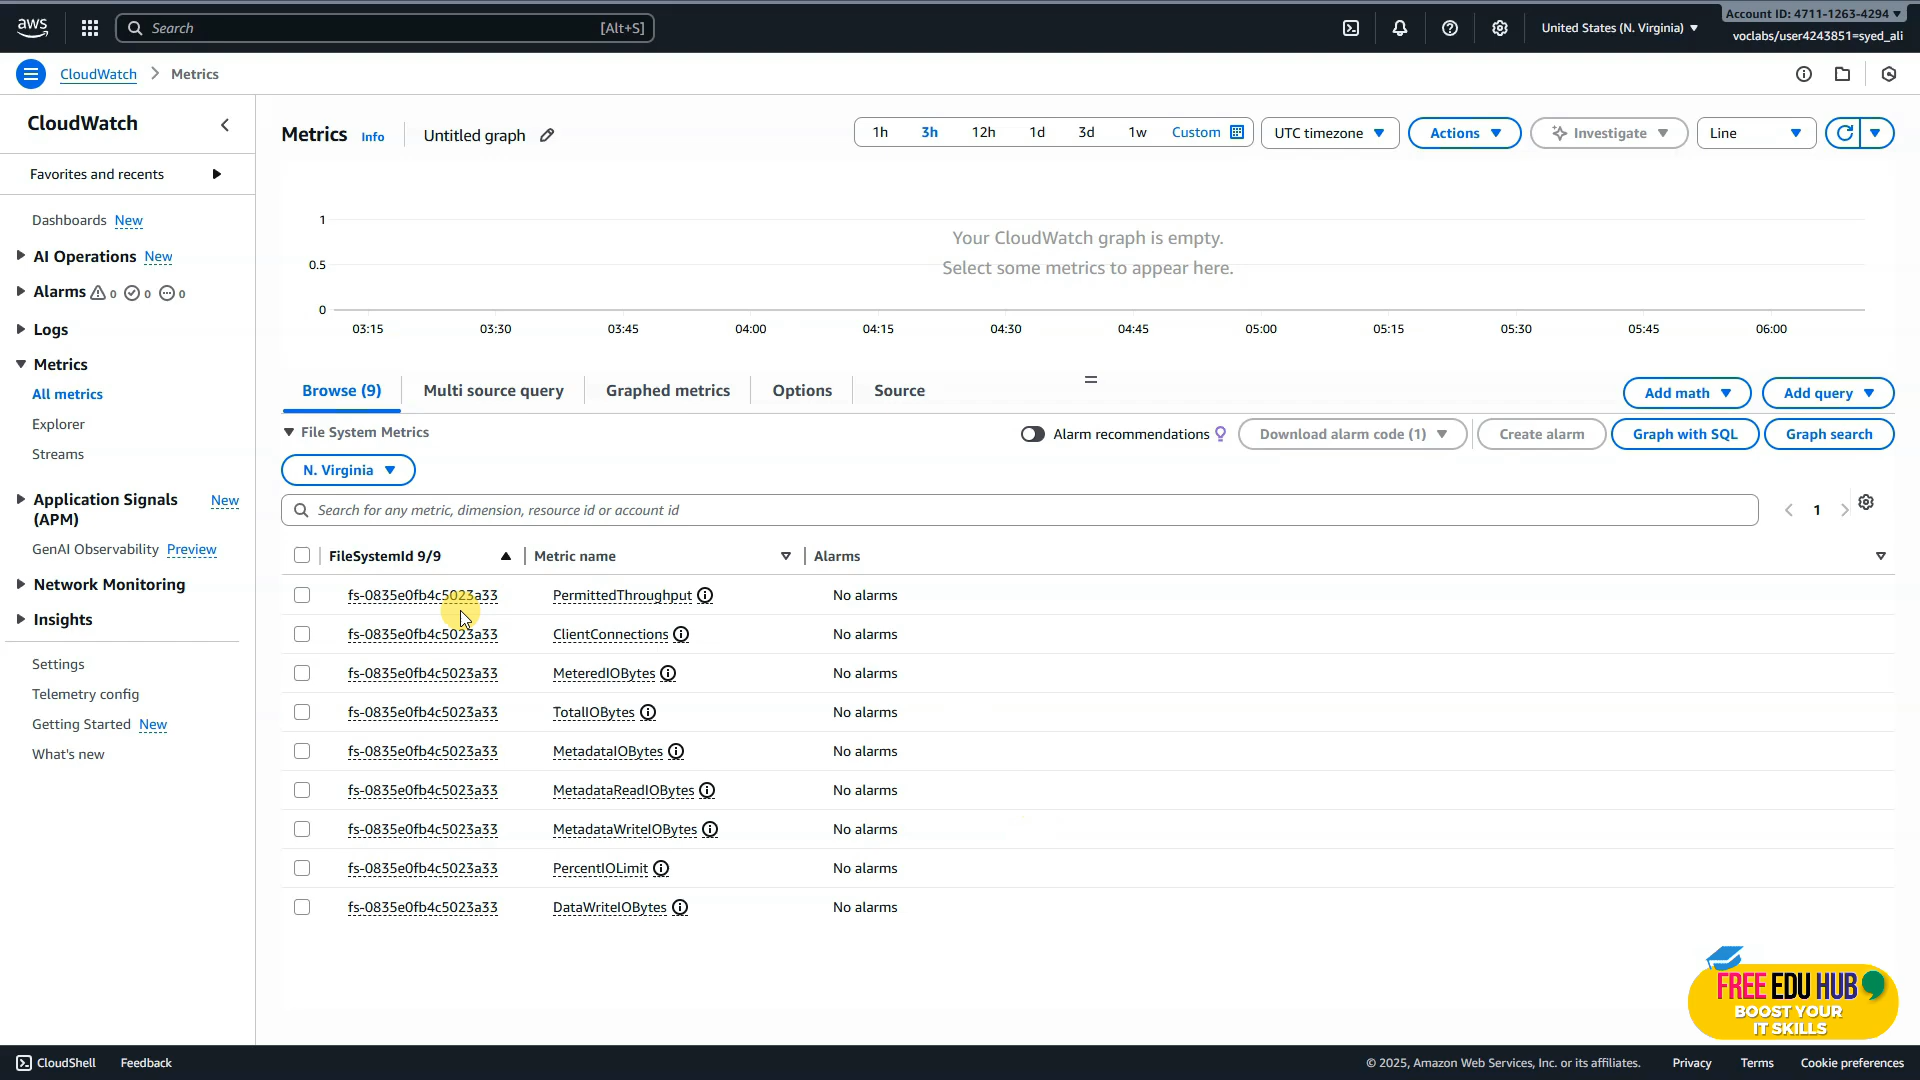 aws
Search [Alt+S]
United States (N. Virginia)
Account ID: 4711-1263-4294
voclabs/user4243851=syed_ali
CloudWatch > Metrics
CloudWatch
Favorites and recents
Dashboards New
AI Operations New
Alarms 0 0 0
Logs
Metrics
All metrics
Explorer
Streams
Application Signals New
(APM)
GenAI Observability Preview
Network Monitoring
Insights
Settings
Telemetry config
Getting Started New
What's new
Metrics Info Untitled graph
1h 3h 12h 1d 3d 1w Custom UTC timezone Actions Investigate Line
1
0.5
0
Your CloudWatch graph is empty.
Select some metrics to appear here.
03:15 03:30 03:45 04:00 04:15 04:30 04:45 05:00 05:15 05:30 05:45 06:00
Browse (9) Multi source query Graphed metrics Options Source Add math Add query
File System Metrics Alarm recommendations Download alarm code (1) Create alarm Graph with SQL Graph search
N. Virginia
Search for any metric, dimension, resource id or account id
1
FileSystemId 9/9 Metric name Alarms
fs-0835e0fb4c5023a33 PermittedThroughput No alarms
fs-0835e0fb4c5023a33 ClientConnections No alarms
fs-0835e0fb4c5023a33 MeteredIOBytes No alarms
fs-0835e0fb4c5023a33 TotalIOBytes No alarms
fs-0835e0fb4c5023a33 MetadataIOBytes No alarms
fs-0835e0fb4c5023a33 MetadataReadIOBytes No alarms
fs-0835e0fb4c5023a33 MetadataWriteIOBytes No alarms
fs-0835e0fb4c5023a33 PercentIOLimit No alarms
fs-0835e0fb4c5023a33 DataWriteIOBytes No alarms
FREE EDU HUB
BOOST YOUR
IT SKILLS
CloudShell Feedback
© 2025, Amazon Web Services, Inc. or its affiliates. Privacy Terms Cookie preferences